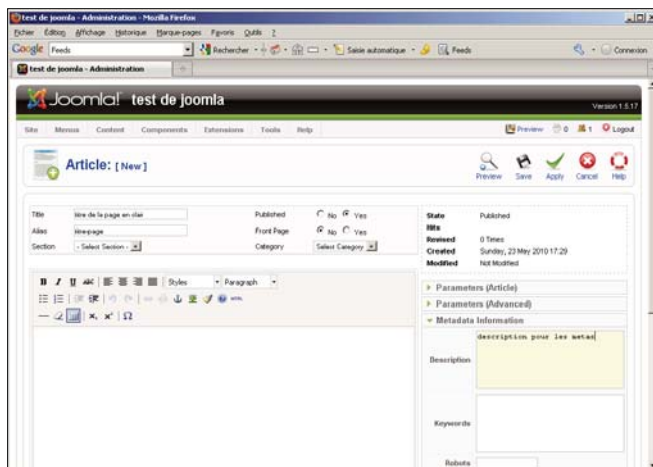 test de joomla - Administration - Mozilla Firefox
Fichier Édition Affichage Historique Marque-pages Favoris Outils ?
Google Feeds Rechercher Saisie automatique Feeds Connexion
test de joomla - Administration
Joomla! test de joomla Version 1.5.17
Site Menus Content Components Extensions Tools Help Preview 0 1 Logout
Article: [ New ] Preview Save Apply Cancel Help
Title titre de la page en clair Published No Yes
Alias titre-page Front Page No Yes
Section - Select Section - Category Select Category
State Published
Hits
Revised 0 Times
Created Sunday, 23 May 2010 17:29
Modified Not Modified
B I U ABC Styles Paragraph
HTML
x, x' Ω
Parameters (Article)
Parameters (Advanced)
Metadata Information
Description description pour les metas
Keywords
Robots